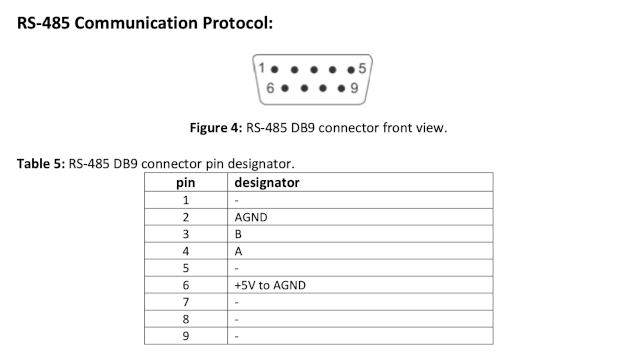 RS-485 Communication Protocol:
1 5
6 9
Figure 4: RS-485 DB9 connector front view.
Table 5: RS-485 DB9 connector pin designator.
pin designator
1 -
2 AGND
3 B
4 A
5 -
6 +5V to AGND
7 -
8 -
9 -